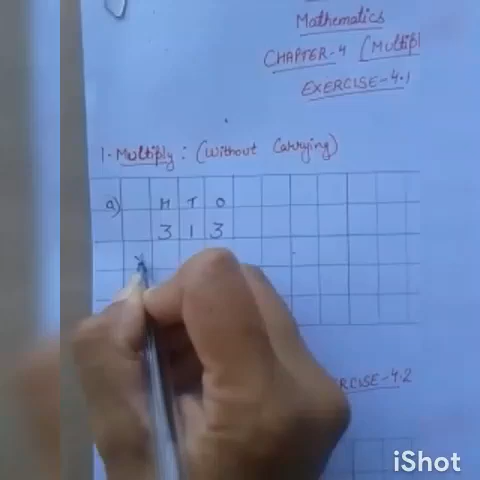 Mathematics
CHAPTER-4 (Multipl
EXERCISE-4.1
1. Multiply : (Without Carrying)
a) H T O
3 1 3
×
RCISE-4.2
iShot